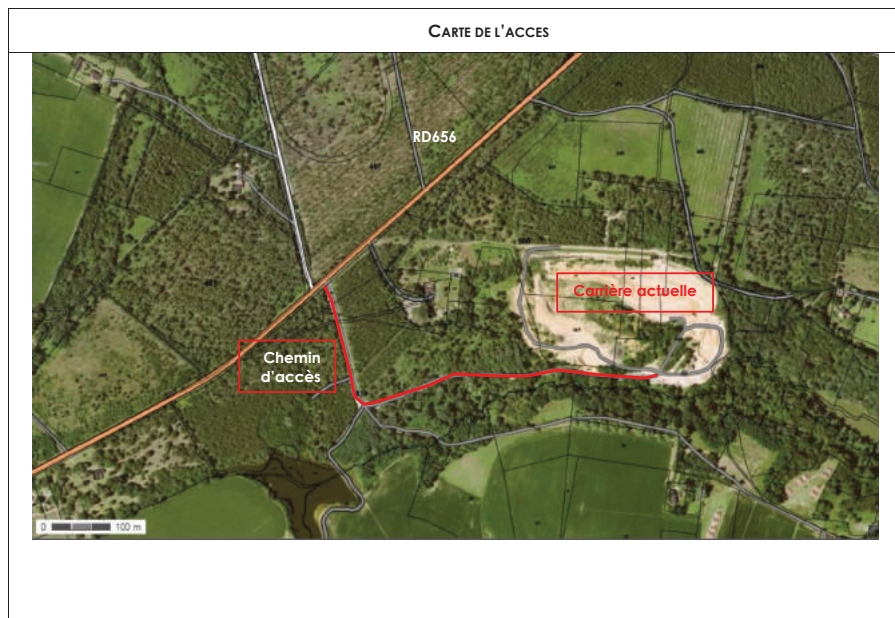 CARTE DE L'ACCES
RD656
Carrière actuelle
Chemin
d'accès
0 100 m